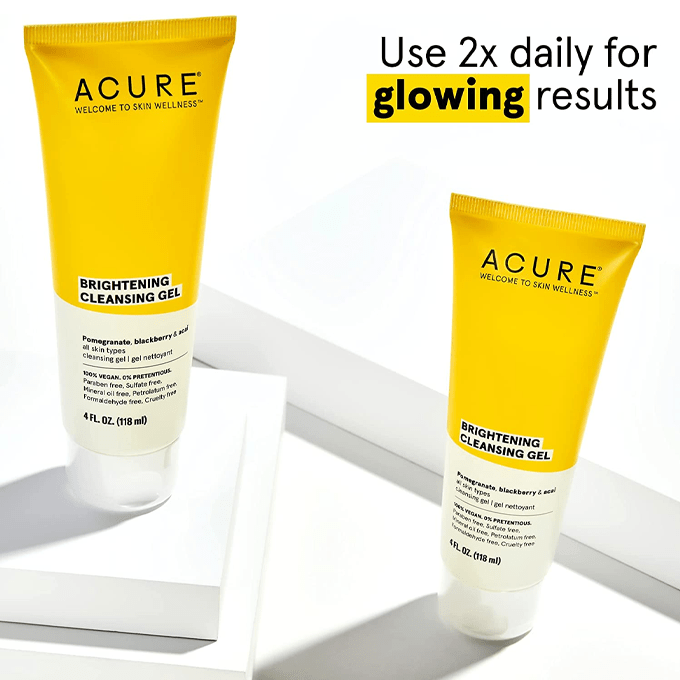 Use 2x daily for
glowing results
ACURE®
WELCOME TO SKIN WELLNESS™
BRIGHTENING
CLEANSING GEL
Pomegranate, blackberry & acai
all skin types
cleansing gel | gel nettoyant
100% VEGAN. 0% PRETENTIOUS.
Paraben free, Sulfate free,
Mineral oil free, Petrolatum free,
Formaldehyde free, Cruelty free
4 FL. OZ. (118 ml)
ACURE®
WELCOME TO SKIN WELLNESS™
BRIGHTENING
CLEANSING GEL
Pomegranate, blackberry & acai
all skin types
cleansing gel | gel nettoyant
100% VEGAN. 0% PRETENTIOUS.
Paraben free, Sulfate free,
Mineral oil free, Petrolatum free,
Formaldehyde free, Cruelty free
4 FL. OZ. (118 ml)